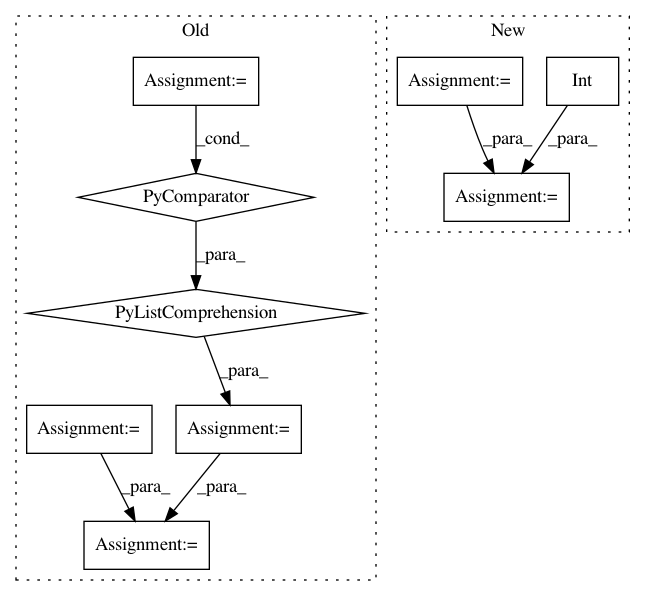 Old
New
Assignment:=
Assignment:=
Int
_cond_
_para_
_para_
PyComparator
Assignment:=
_para_
PyListComprehension
_para_
Assignment:=
Assignment:=
_para_
_para_
Assignment:=